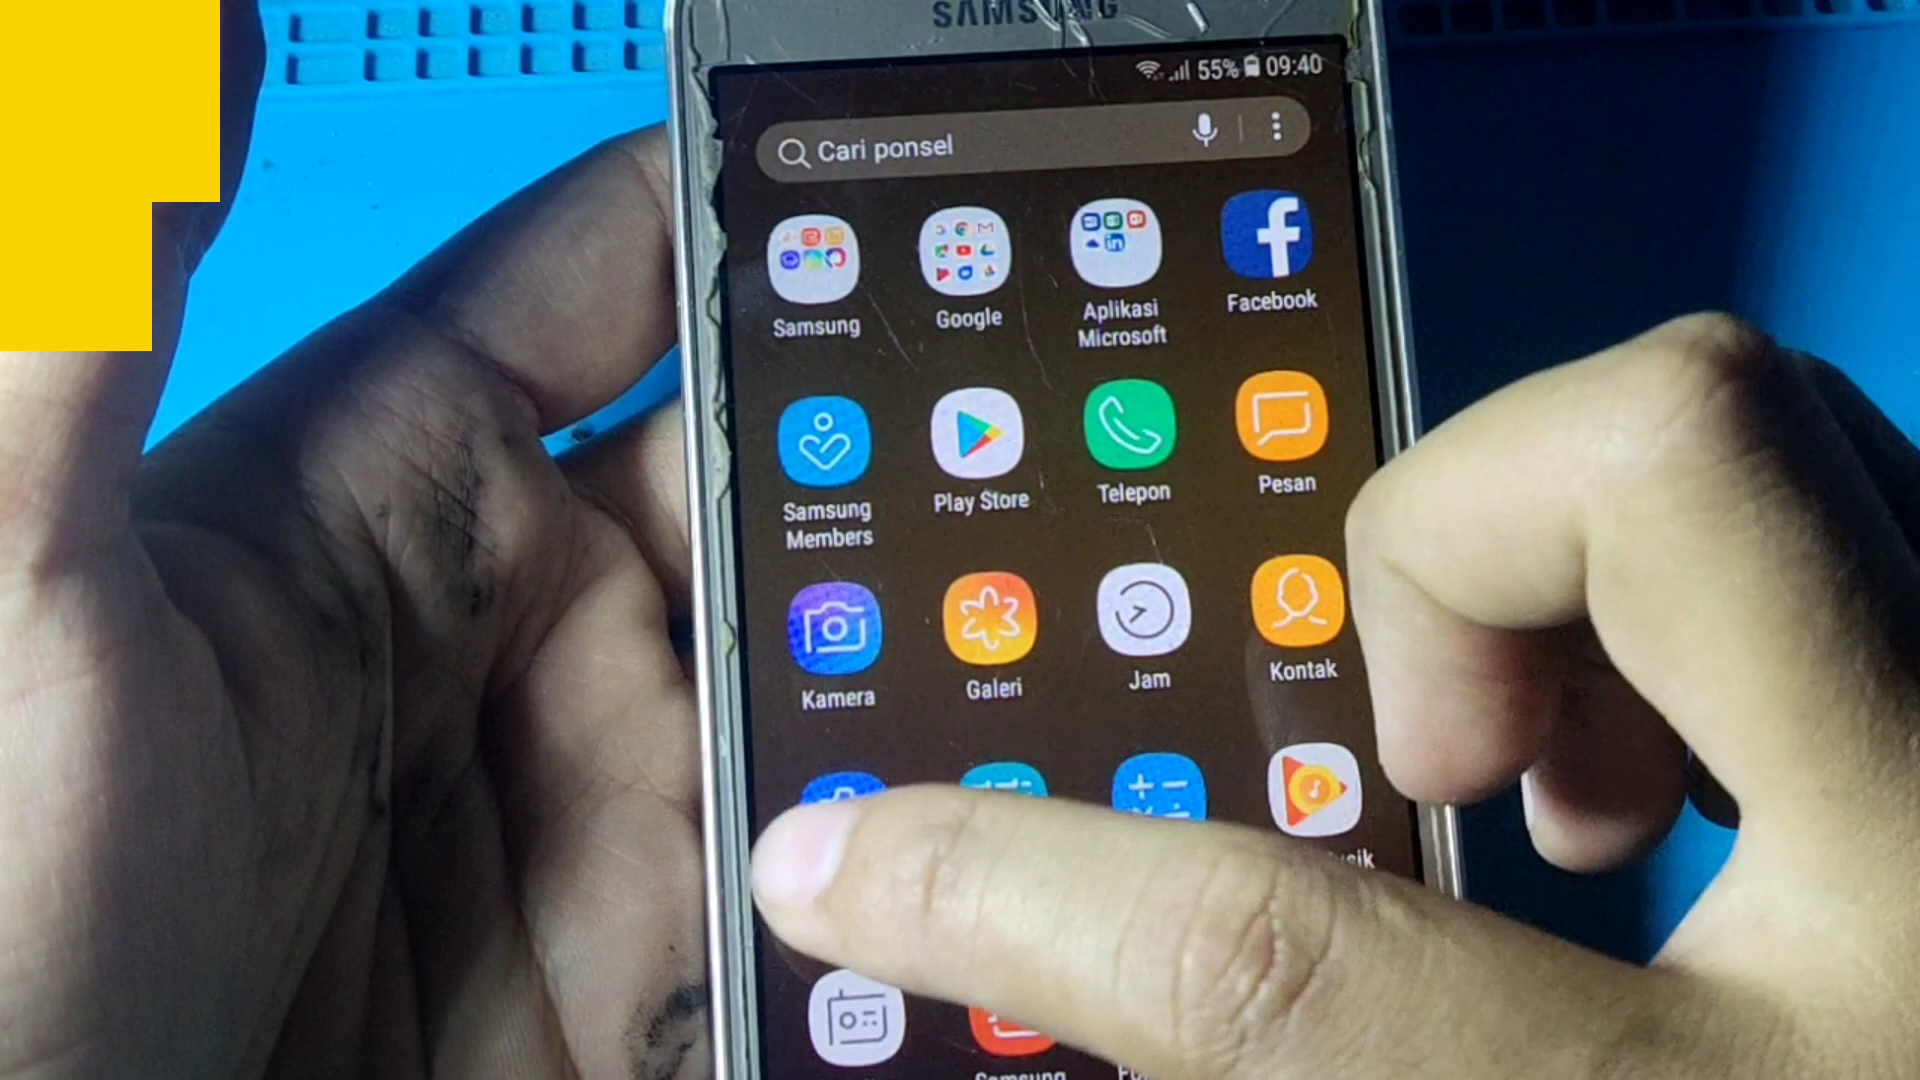 SAMSUNG
55% 09:40
Cari ponsel
Samsung
Google
Aplikasi
Microsoft
Facebook
Samsung
Members
Play Store
Telepon
Pesan
Kamera
Galeri
Jam
Kontak
Samsung